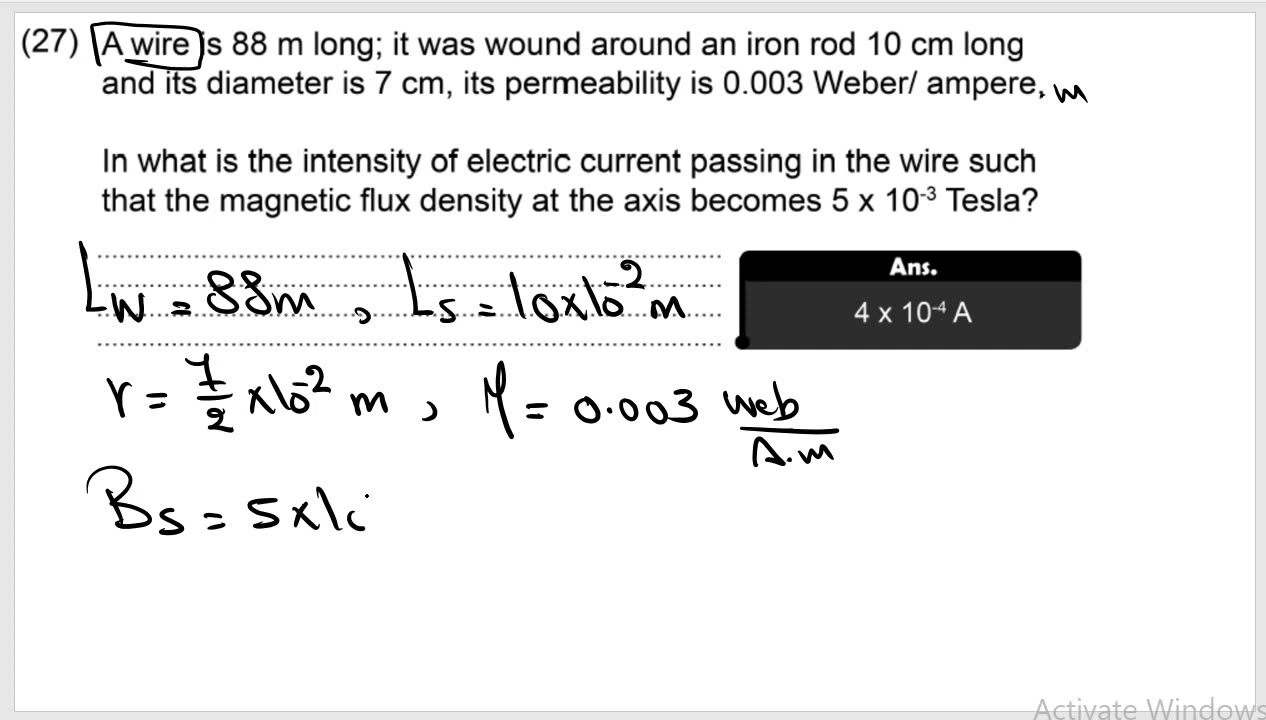 (27) A wire is 88 m long; it was wound around an iron rod 10 cm long
and its diameter is 7 cm, its permeability is 0.003 Weber/ ampere. m
In what is the intensity of electric current passing in the wire such
that the magnetic flux density at the axis becomes 5 x 10⁻³ Tesla?
Lw = 88m , Ls = 10x10⁻² m
Ans.
4 x 10⁻⁴ A
r = 7/2 x10⁻² m , μ = 0.003 web/A.m
Bs = 5x1
Activate Windows